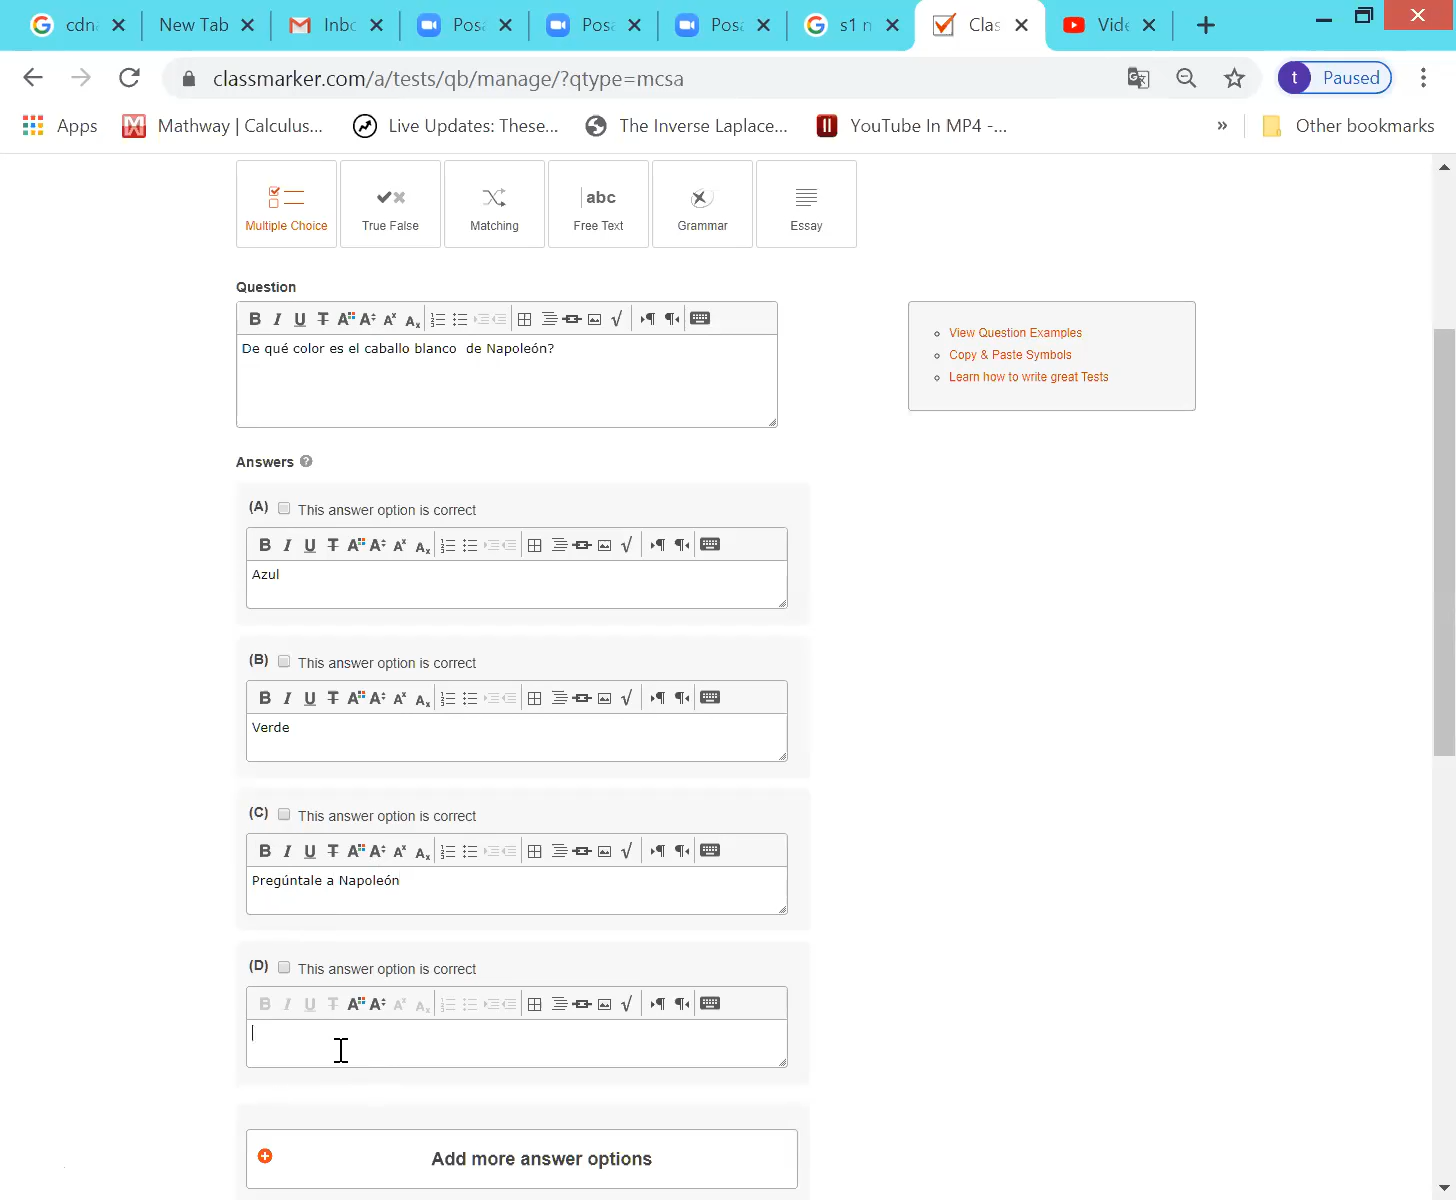 cdn
New Tab
Inbo
Posa
Posa
Posa
s1 n
Clas
Vide
classmarker.com/a/tests/qb/manage/?qtype=mcsa
t Paused
Apps
Mathway | Calculus...
Live Updates: These...
The Inverse Laplace...
YouTube In MP4 -...
»
Other bookmarks
Multiple Choice
True False
Matching
abc
Free Text
Grammar
Essay
Question
De qué color es el caballo blanco  de Napoleón?
View Question Examples
Copy & Paste Symbols
Learn how to write great Tests
Answers
(A) This answer option is correct
Azul
(B) This answer option is correct
Verde
(C) This answer option is correct
Pregúntale a Napoleón
(D) This answer option is correct
Add more answer options